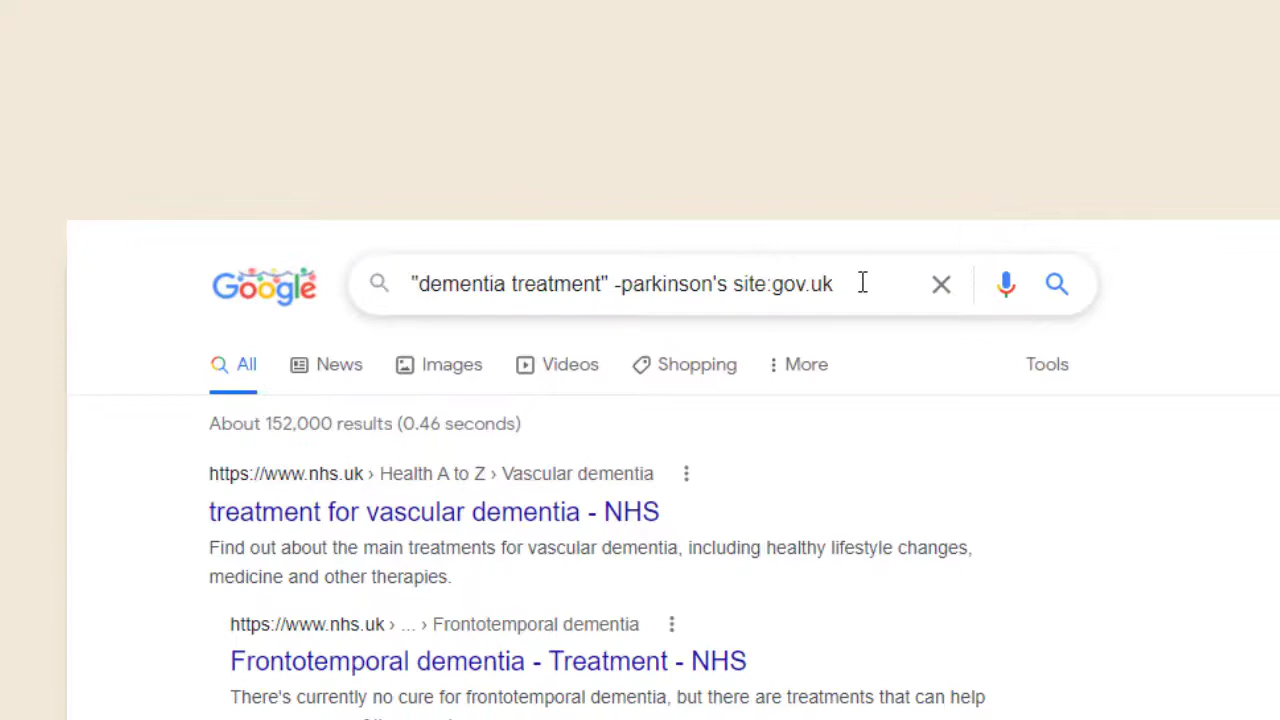 Google
"dementia treatment" -parkinson's site:gov.uk
All News Images Videos Shopping More Tools
About 152,000 results (0.46 seconds)
https://www.nhs.uk › Health A to Z › Vascular dementia
treatment for vascular dementia - NHS
Find out about the main treatments for vascular dementia, including healthy lifestyle changes,
medicine and other therapies.
https://www.nhs.uk › ... › Frontotemporal dementia
Frontotemporal dementia - Treatment - NHS
There's currently no cure for frontotemporal dementia, but there are treatments that can help